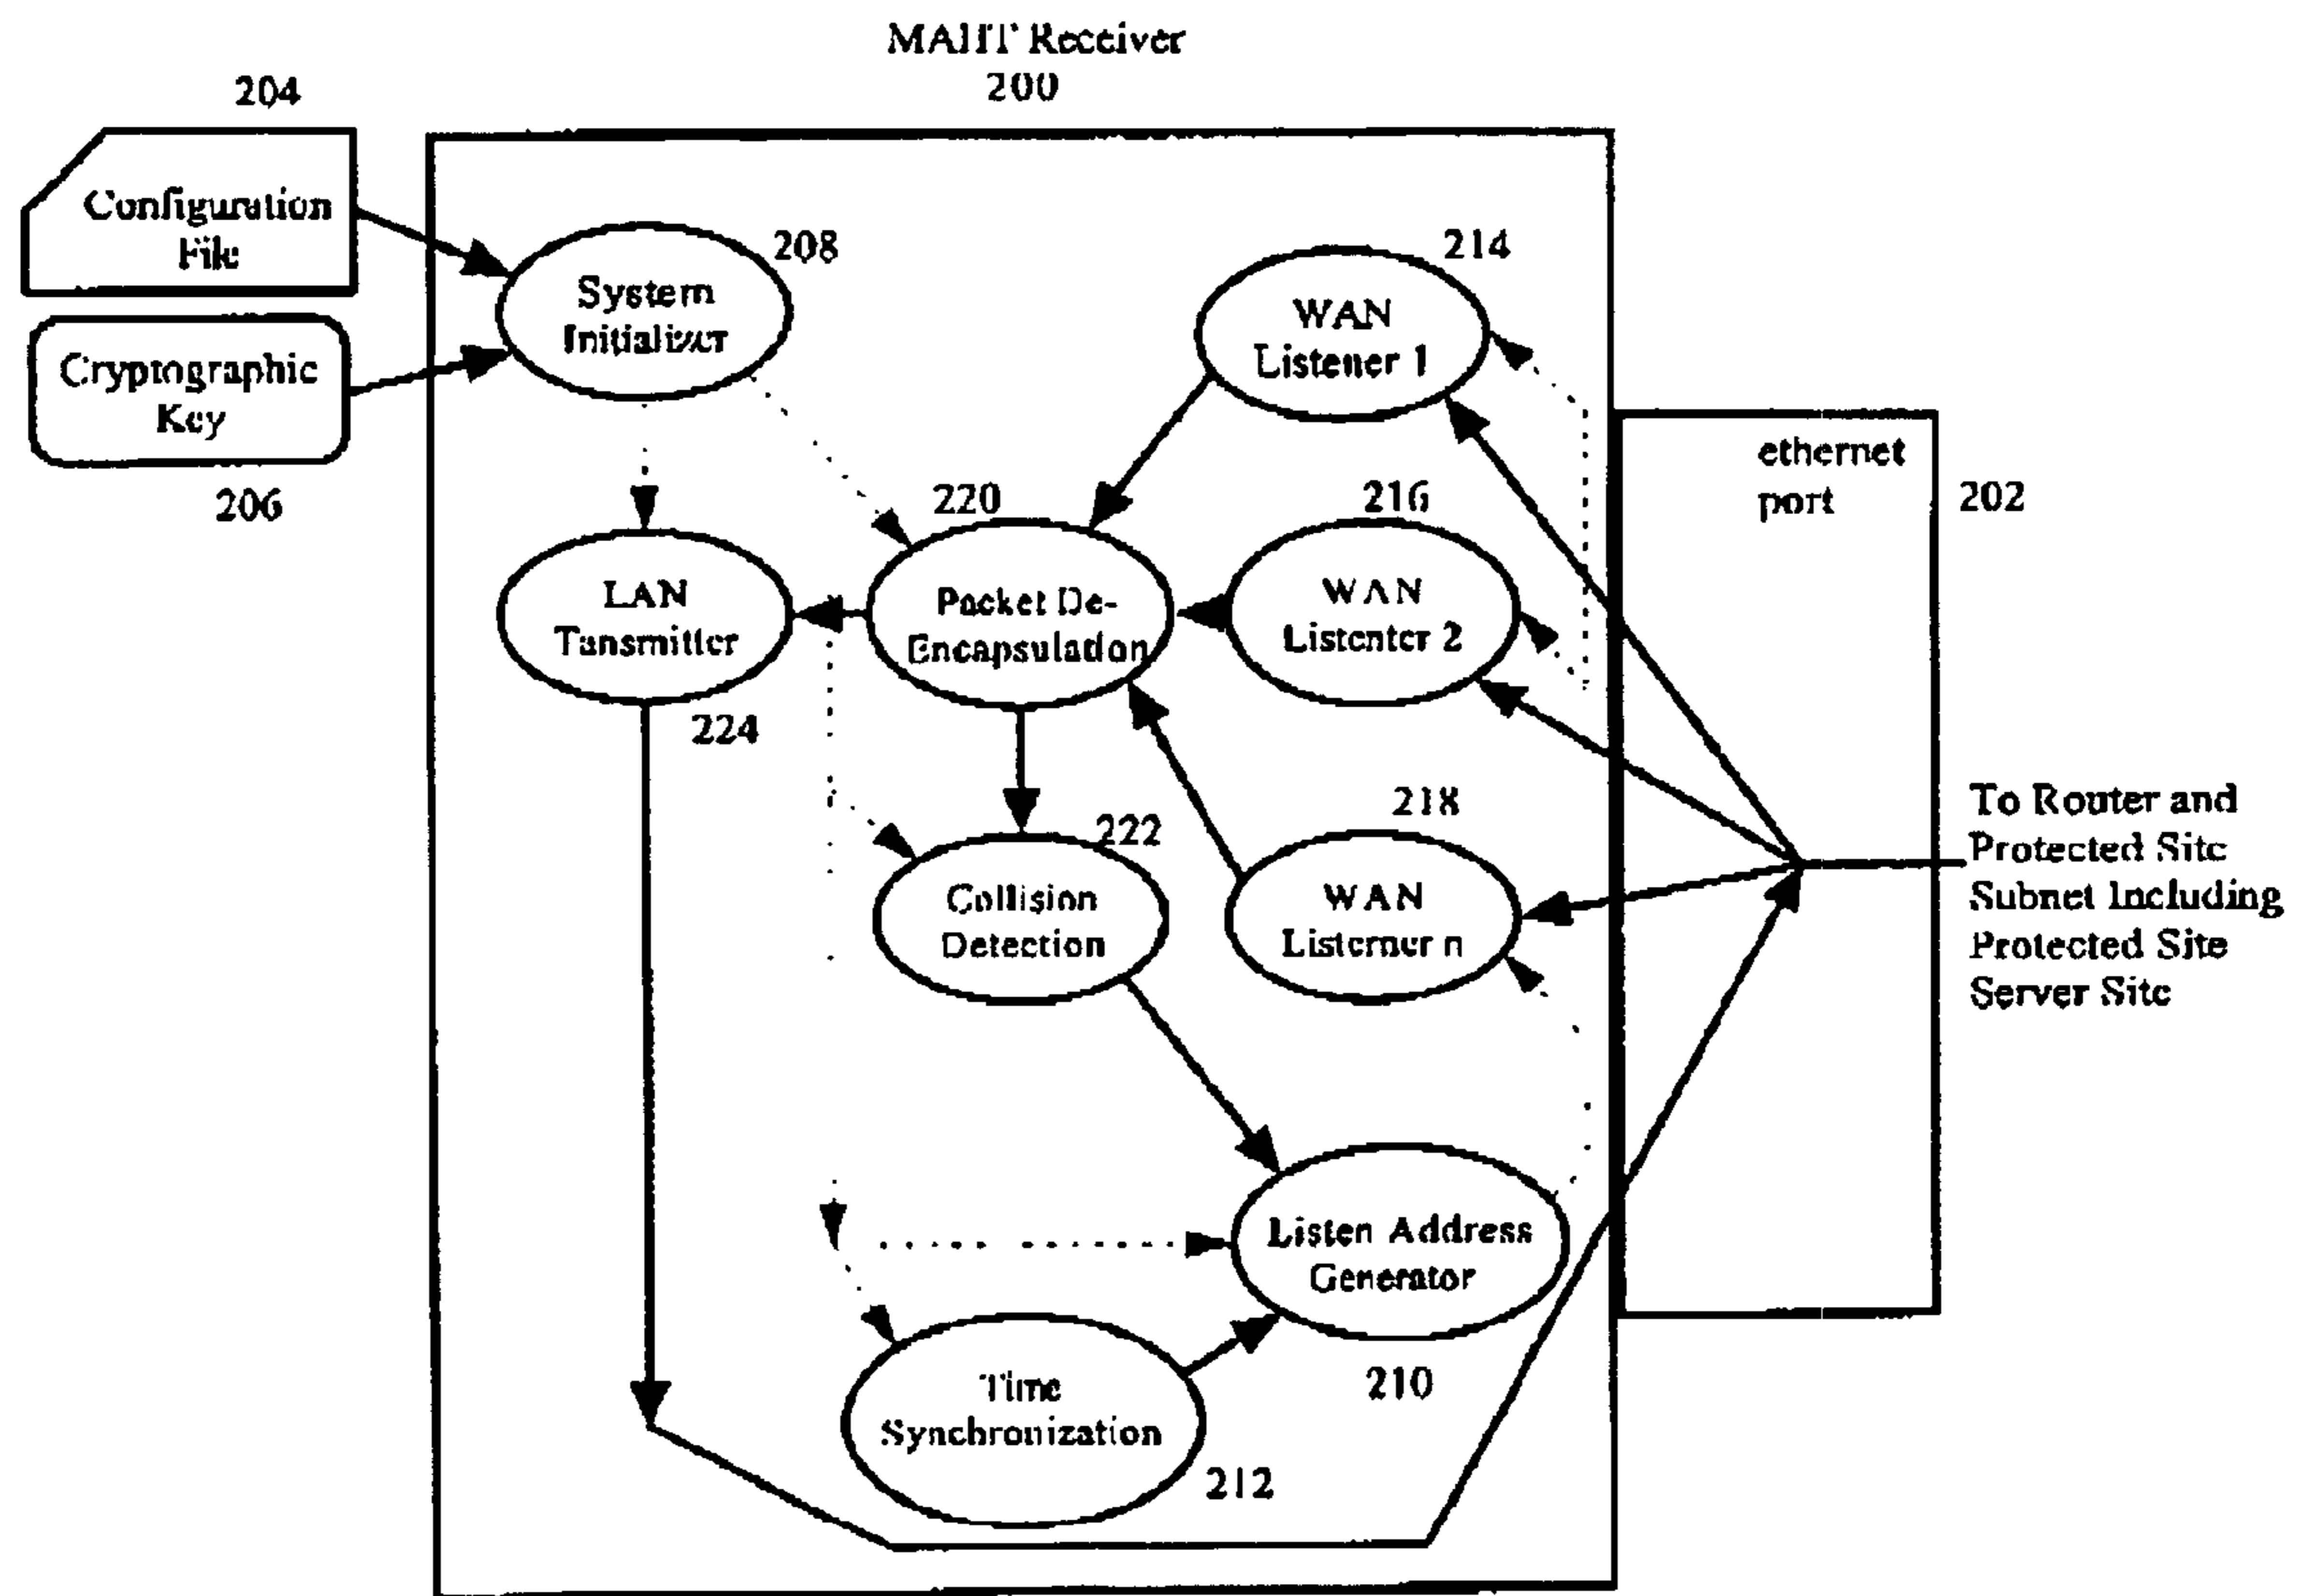 MAHT Receiver
200
204
Configuration
File
Cryptographic
Key
206
System
Initializer
208
WAN
Listener 1
214
ethernet
port
202
220
216
LAN
Tansmitter
224
Packet De-
Encapsulation
WAN
Listenter 2
218
222
Collision
Detection
WAN
Listerner n
To Router and
Protected Site
Subnet Including
Protected Site
Server Site
Listen Address
Generator
210
Time
Synchronization
212